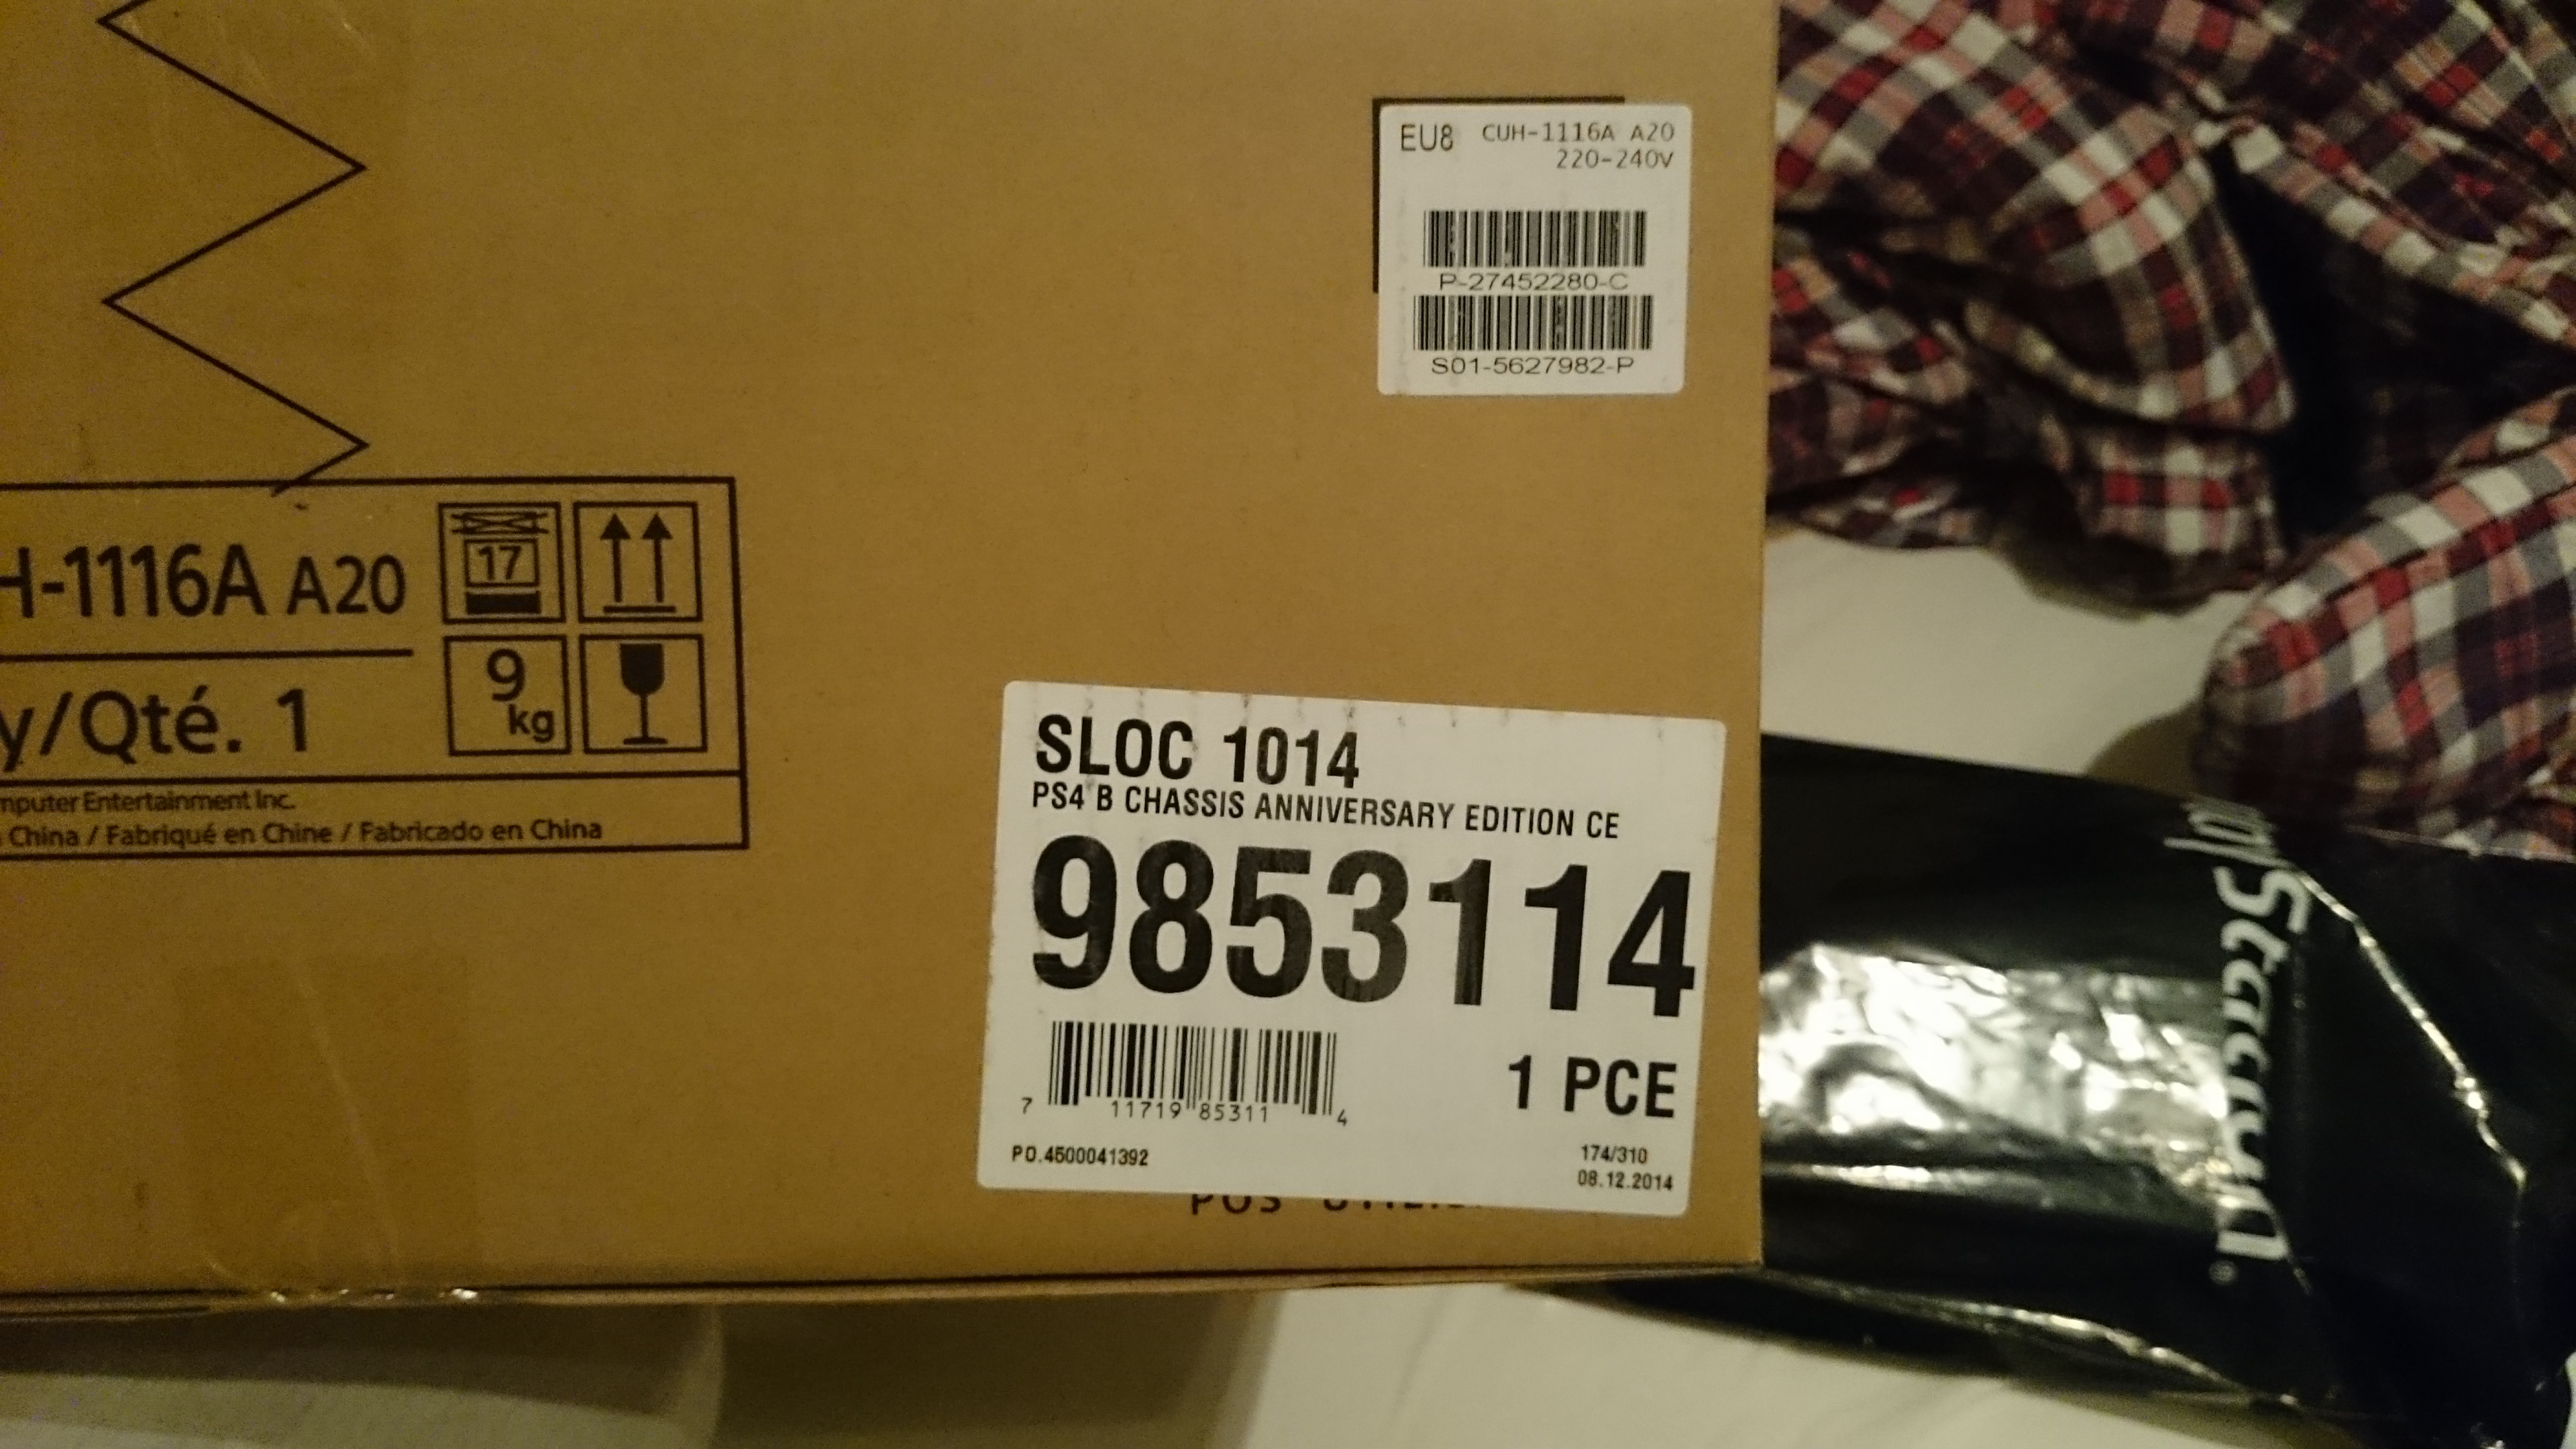 EU8 CUH-1116A A20
220-240V
P-27452280-C
S01-5627982-P
H-1116A A20
17
9
kg
y/Qté. 1
mputer Entertainment Inc.
China / Fabriqué en Chine / Fabricado en China
SLOC 1014
PS4 B CHASSIS ANNIVERSARY EDITION CE
9853114
7 11719 85311 4
1 PCE
PO.4500041392
174/310
08.12.2014